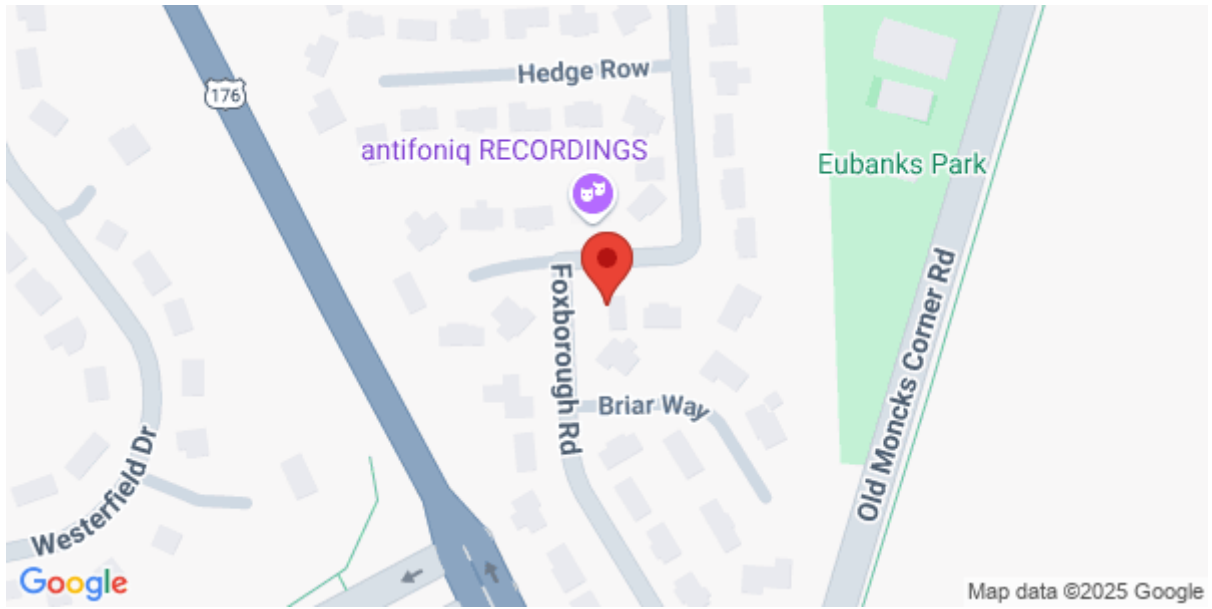 Hedge Row
176
antifoniq RECORDINGS
Eubanks Park
Foxborough Rd
Old Moncks Corner Rd
Briar Way
Westerfield Dr
Google
Map data ©2025 Google